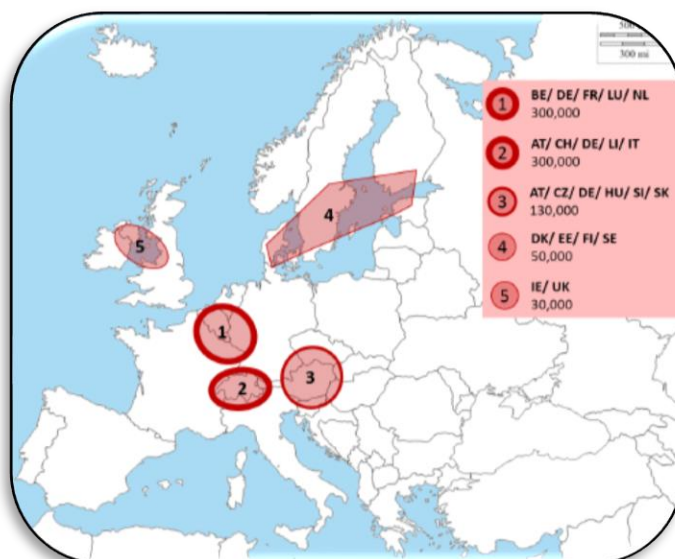 300 mi
1 BE/ DE/ FR/ LU/ NL
300,000
2 AT/ CH/ DE/ LI/ IT
300,000
3 AT/ CZ/ DE/ HU/ SI/ SK
130,000
4 DK/ EE/ FI/ SE
50,000
5 IE/ UK
30,000
4
5
1
2
3